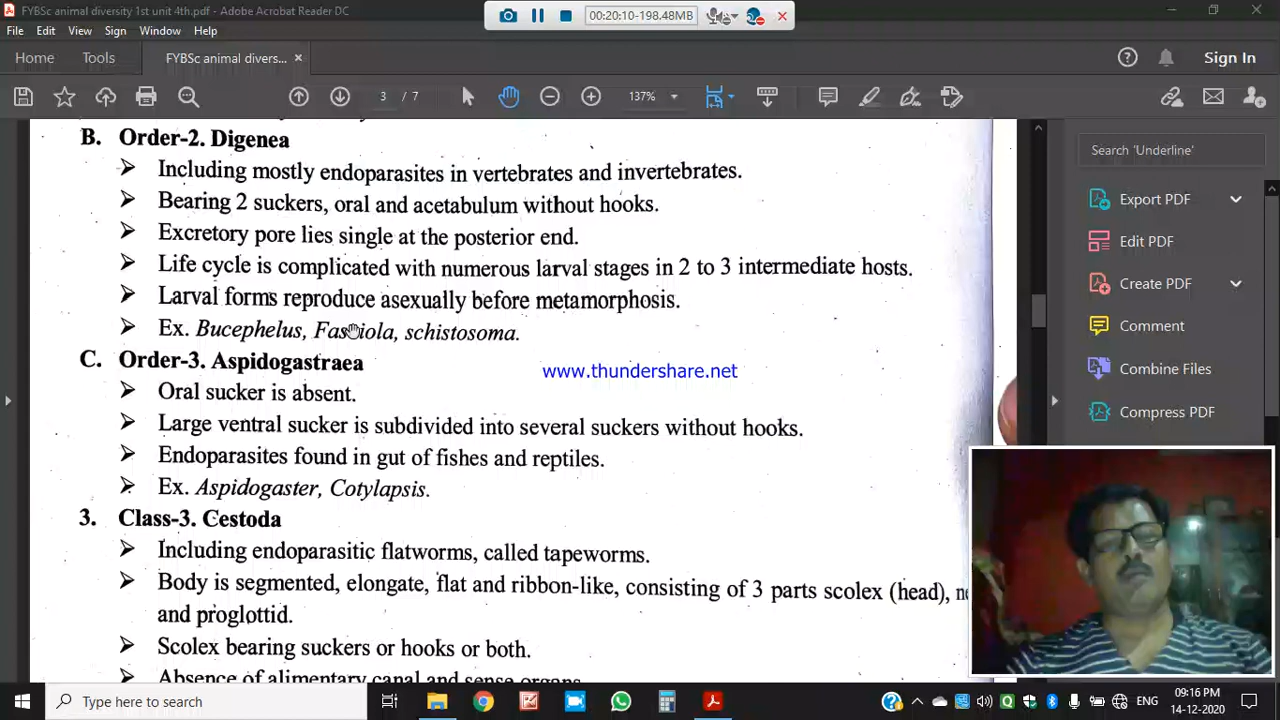 FYBSc animal diversity 1st unit 4th.pdf - Adobe Acrobat Reader DC
00:20:10-198.48MB
File Edit View Sign Window Help
Home Tools FYBSc animal divers... × Sign In
3 / 7 137%
B. Order-2. Digenea
Including mostly endoparasites in vertebrates and invertebrates.
Bearing 2 suckers, oral and acetabulum without hooks.
Excretory pore lies single at the posterior end.
Life cycle is complicated with numerous larval stages in 2 to 3 intermediate hosts.
Larval forms reproduce asexually before metamorphosis.
Ex. Bucephelus, Fasciola, schistosoma.
C. Order-3. Aspidogastraea
www.thundershare.net
Oral sucker is absent.
Large ventral sucker is subdivided into several suckers without hooks.
Endoparasites found in gut of fishes and reptiles.
Ex. Aspidogaster, Cotylapsis.
3. Class-3. Cestoda
Including endoparasitic flatworms, called tapeworms.
Body is segmented, elongate, flat and ribbon-like, consisting of 3 parts scolex (head),
and proglottid.
Scolex bearing suckers or hooks or both.
Absence of alimentary canal and sense organs
Search 'Underline'
Export PDF
Edit PDF
Create PDF
Comment
Combine Files
Compress PDF
Type here to search
ENG
09:16 PM
14-12-2020